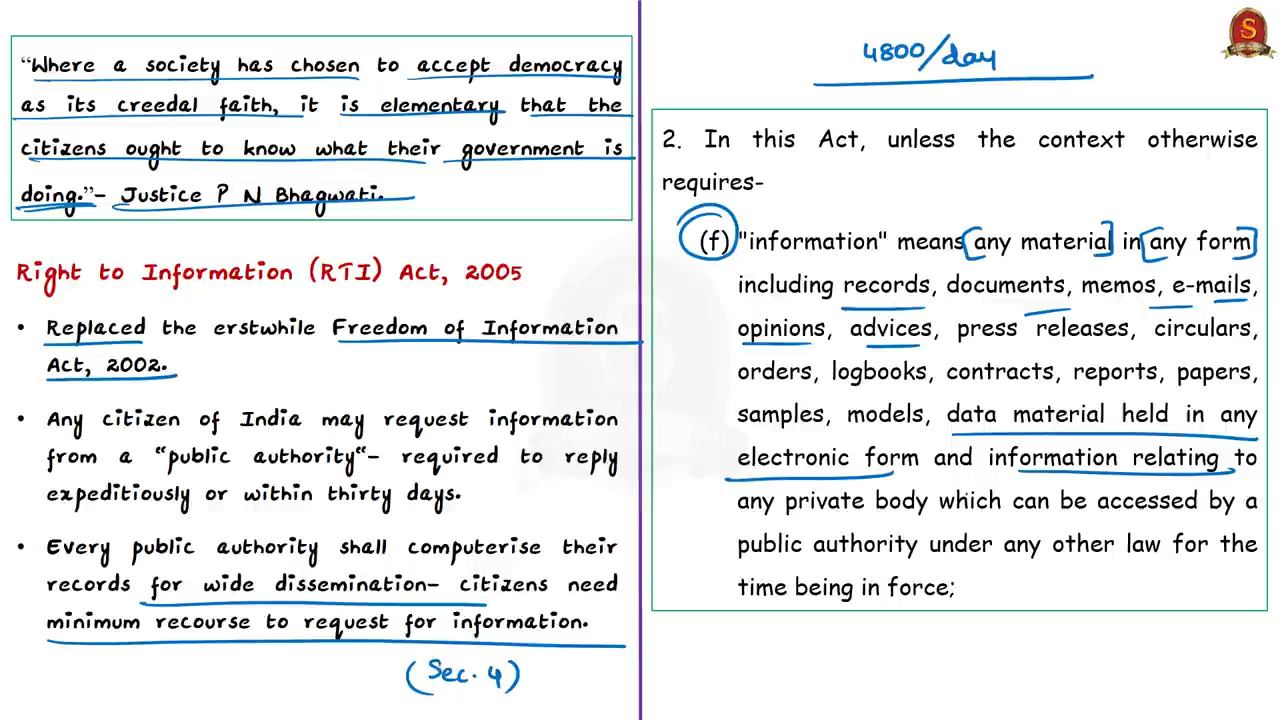 “Where a society has chosen to accept democracy
as its creedal faith, it is elementary that the
citizens ought to know what their government is
doing.”- Justice P N Bhagwati.
Right to Information (RTI) Act, 2005
• Replaced the erstwhile Freedom of Information
Act, 2002.
• Any citizen of India may request information
from a “public authority“- required to reply
expeditiously or within thirty days.
• Every public authority shall computerise their
records for wide dissemination- citizens need
minimum recourse to request for information.
(Sec. 4)
4800/day
2. In this Act, unless the context otherwise
requires-
(f) "information" means [any material] in [any form]
including records, documents, memos, e-mails,
opinions, advices, press releases, circulars,
orders, logbooks, contracts, reports, papers,
samples, models, data material held in any
electronic form and information relating to
any private body which can be accessed by a
public authority under any other law for the
time being in force;
S